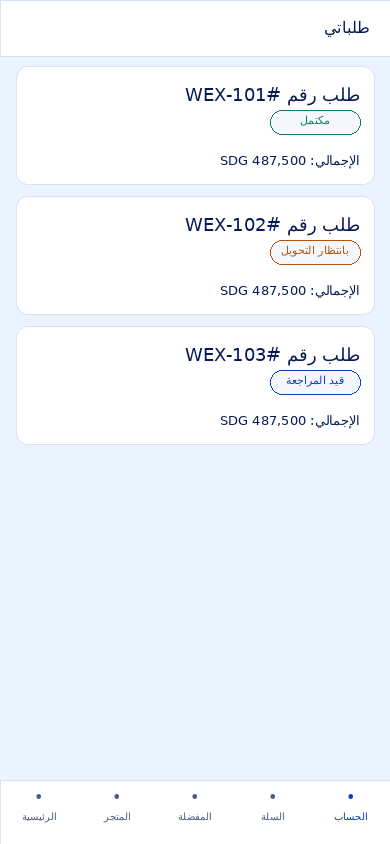 طلباتي
طلب رقم #WEX-101
مكتمل
الإجمالي: 487,500 SDG
طلب رقم #WEX-102
بانتظار التحويل
الإجمالي: 487,500 SDG
طلب رقم #WEX-103
قيد المراجعة
الإجمالي: 487,500 SDG
الحساب
السلة
المفضلة
المتجر
الرئيسية